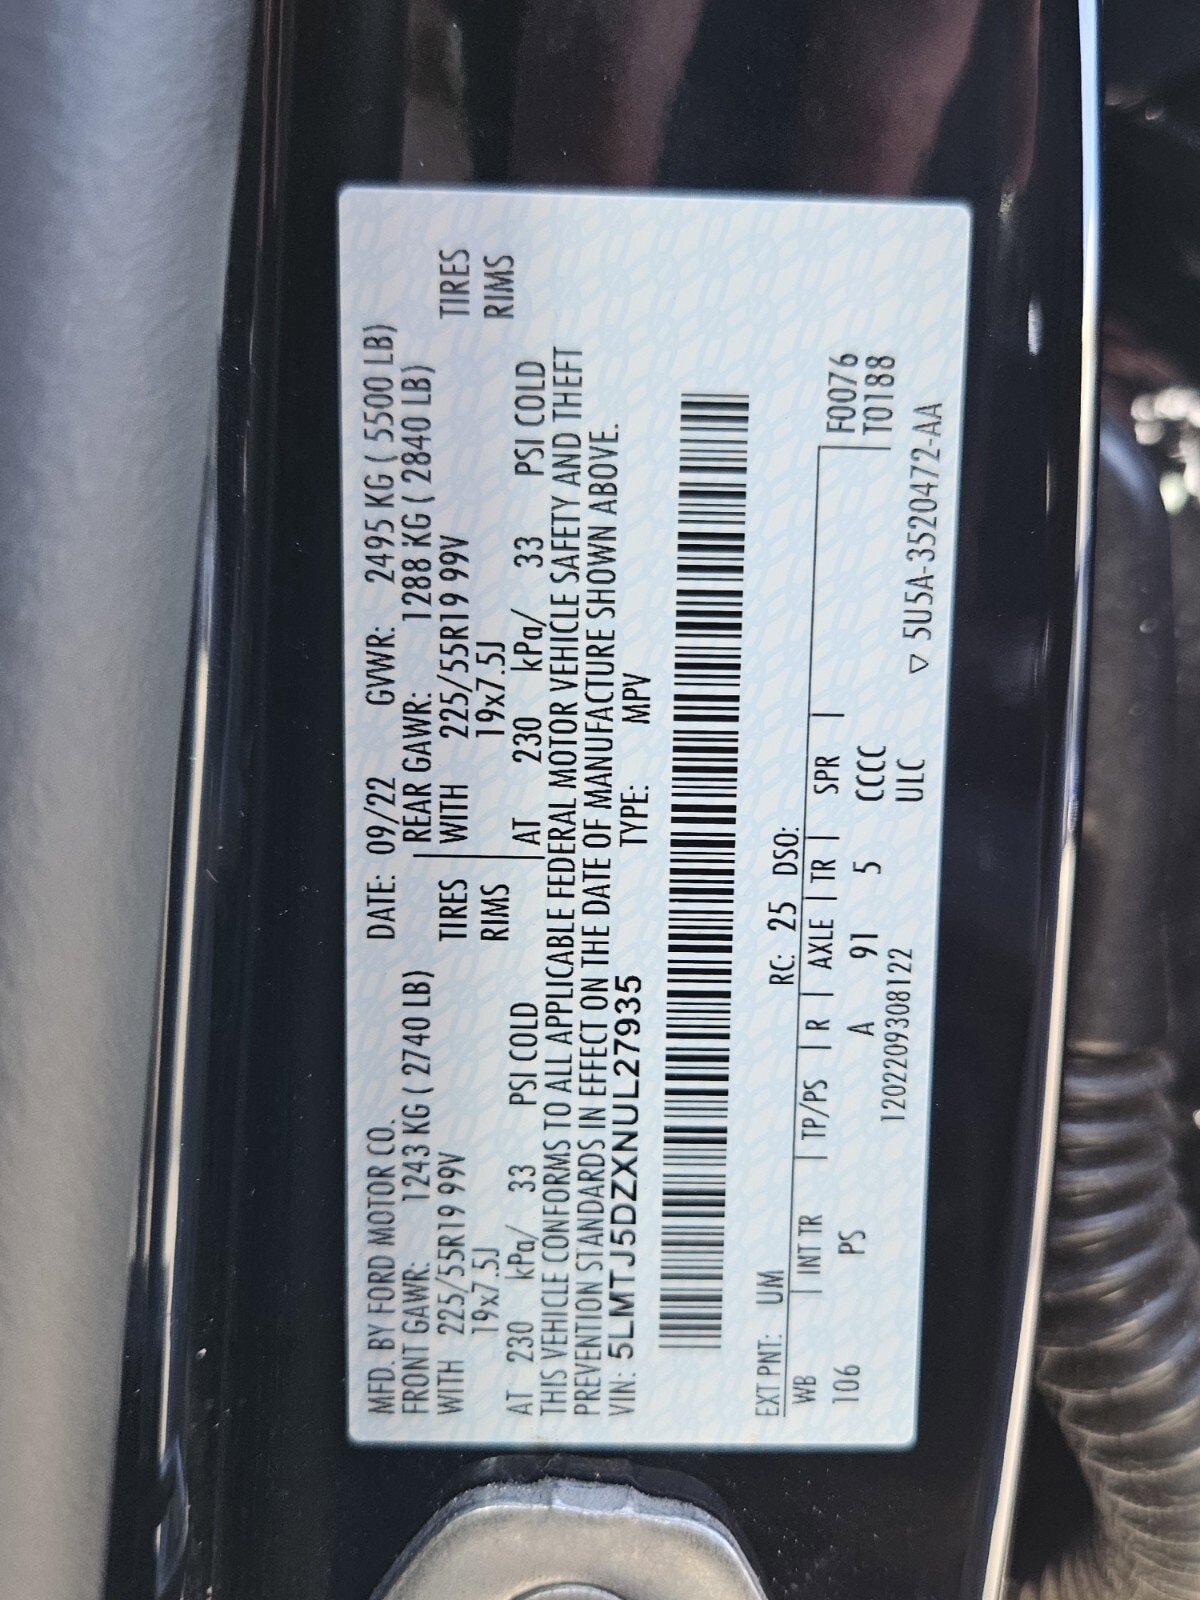 MFD. BY FORD MOTOR CO. DATE: 09/22 GVWR: 2495 KG ( 5500 LB)
FRONT GAWR: 1243 KG ( 2740 LB) REAR GAWR: 1288 KG ( 2840 LB)
WITH 225/55R19 99V TIRES WITH 225/55R19 99V TIRES
19x7.5J RIMS 19x7.5J RIMS
AT 230 kPa/ 33 PSI COLD AT 230 kPa/ 33 PSI COLD
THIS VEHICLE CONFORMS TO ALL APPLICABLE FEDERAL MOTOR VEHICLE SAFETY AND THEFT
PREVENTION STANDARDS IN EFFECT ON THE DATE OF MANUFACTURE SHOWN ABOVE.
VIN: 5LMTJ5DZXNUL27935 TYPE: MPV
EXT PNT: UM RC: 25 DSO:
WB | INT TR | TP/PS | R | AXLE | TR | SPR | F0076
106 PS A 91 5 CCCC T0188
1202209308122 ULC
▽ 5U5A-3520472-AA